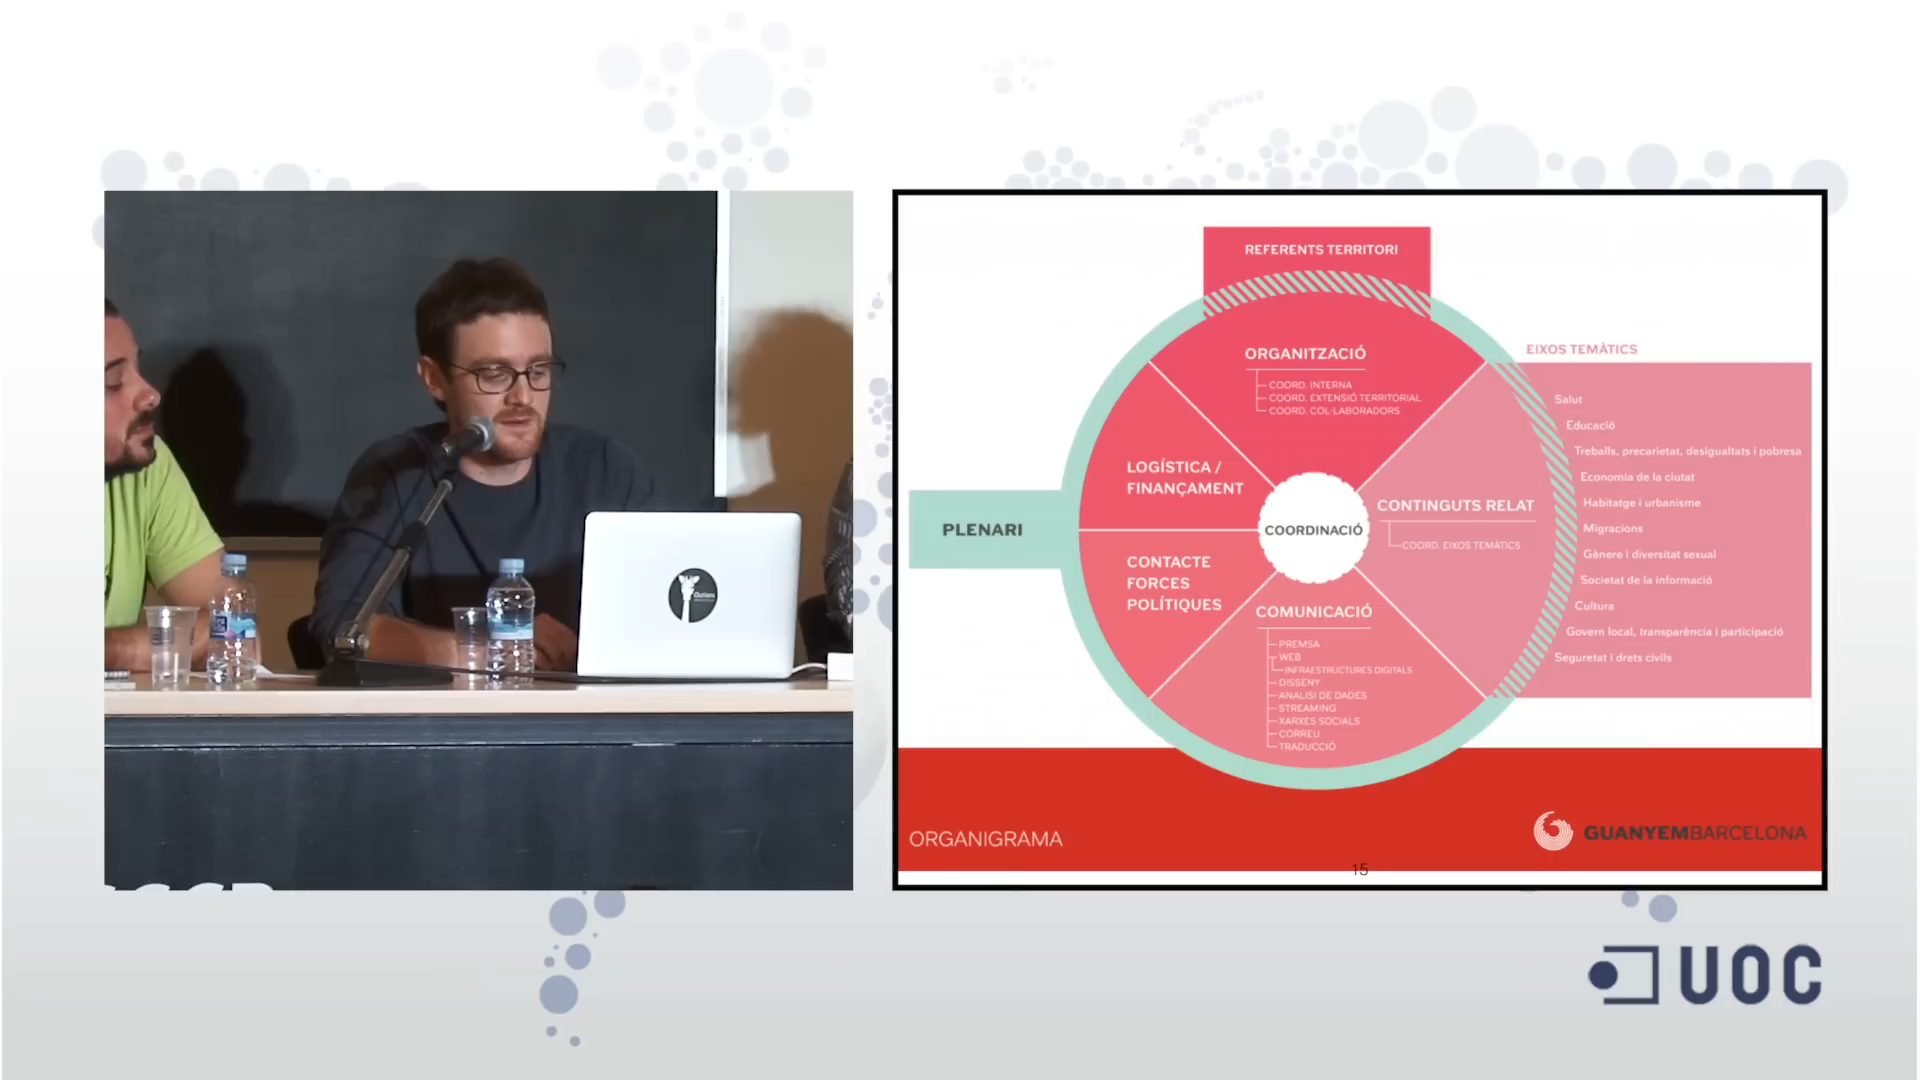 REFERENTS TERRITORI
ORGANITZACIÓ
COORD. INTERNA
COORD. EXTENSIÓ TERRITORIAL
COORD. COL·LABORADORS
EIXOS TEMÀTICS
Salut
Educació
Treballs, precarietat, desigualtats i pobresa
Economia de la ciutat
Habitatge i urbanisme
Migracions
Gènere i diversitat sexual
Societat de la informació
Cultura
Govern local, transparència i participació
Seguretat i drets civils
LOGÍSTICA /
FINANÇAMENT
PLENARI
COORDINACIÓ
CONTINGUTS RELAT
COORD. EIXOS TEMÀTICS
CONTACTE
FORCES
POLÍTIQUES
COMUNICACIÓ
PREMSA
WEB
INFRAESTRUCTURES DIGITALS
DISSENY
ANALISI DE DADES
STREAMING
XARXES SOCIALS
CORREU
TRADUCCIÓ
ORGANIGRAMA
GUANYEMBARCELONA
15
UOC